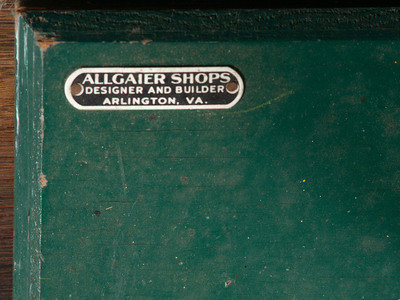 ALLGAIER SHOPS
DESIGNER AND BUILDER
ARLINGTON, VA.